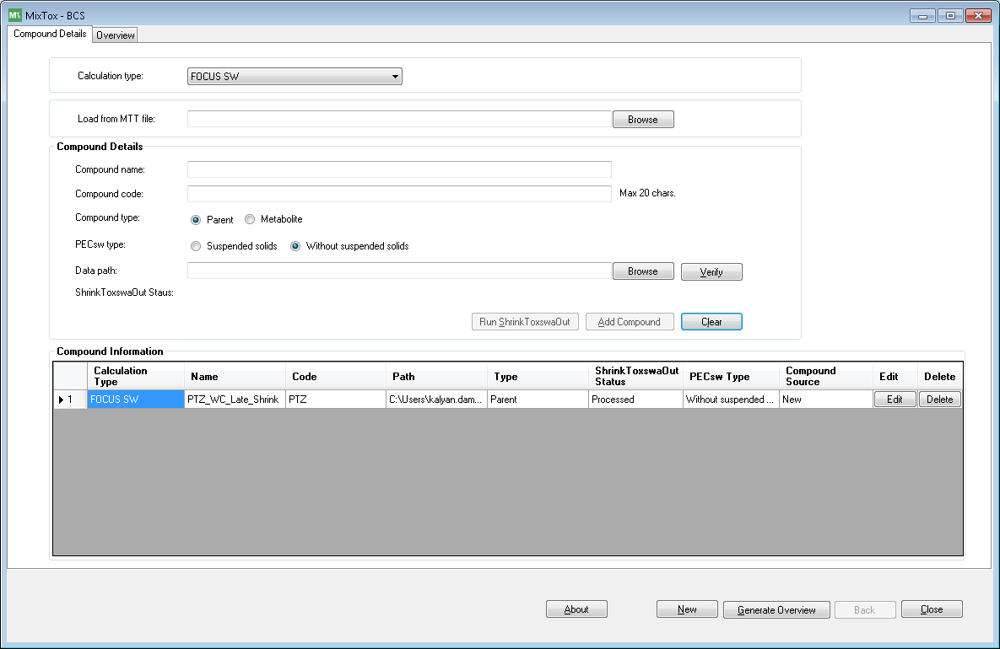 MixTox - BCS
Compound Details Overview
Calculation type: FOCUS SW
Load from MTT file: Browse
Compound Details
Compound name:
Compound code: Max 20 chars.
Compound type: Parent Metabolite
PECsw type: Suspended solids Without suspended solids
Data path: Browse Verify
ShrinkToxswaOut Staus:
Run ShrinkToxswaOut Add Compound Clear
Compound Information
Calculation Type Name Code Path Type ShrinkToxswaOut Status PECsw Type Compound Source Edit Delete
1 FOCUS SW PTZ_WC_Late_Shrink PTZ C:\Users\kalyan.dam... Parent Processed Without suspended ... New Edit Delete
About New Generate Overview Back Close